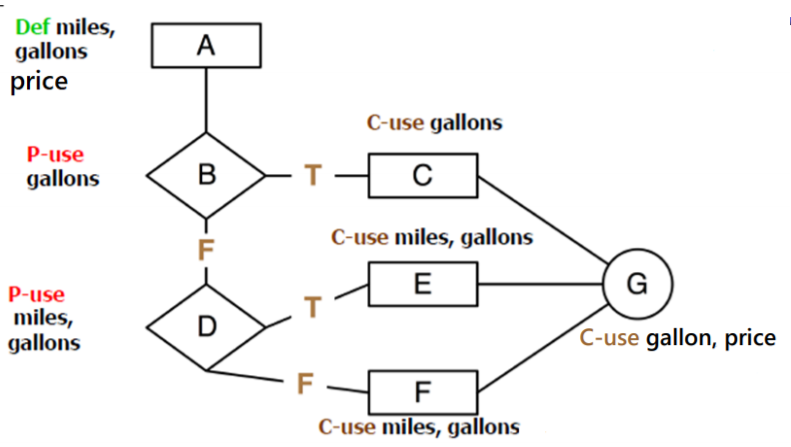 Def miles,
gallons
price
A
C-use gallons
P-use
gallons
B
T
C
F
C-use miles, gallons
P-use
miles,
gallons
D
T
E
G
C-use gallon, price
F
F
C-use miles, gallons